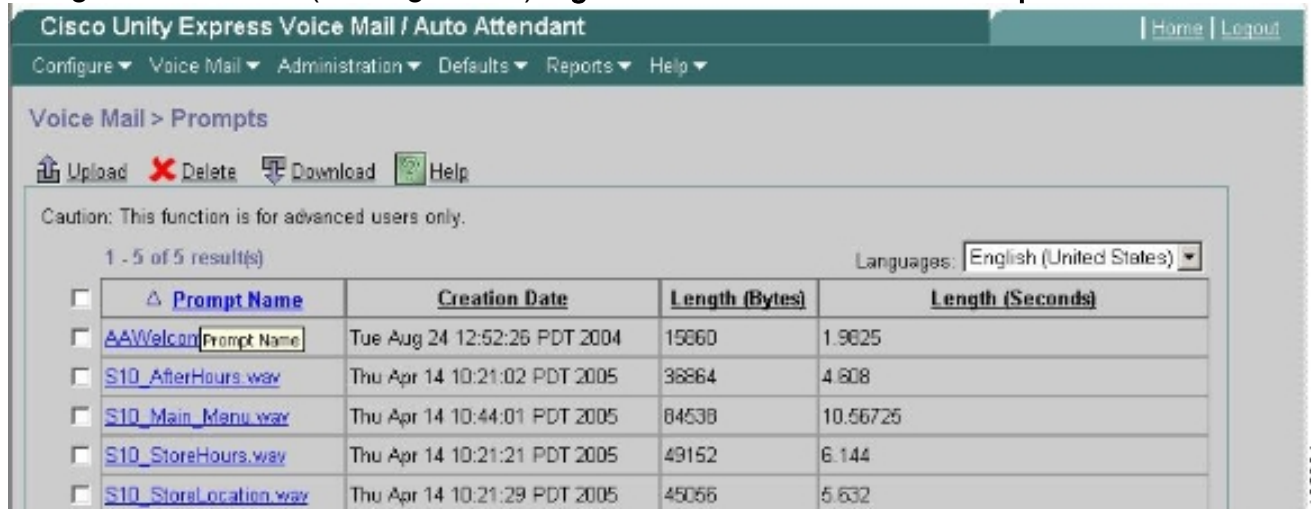 Cisco Unity Express Voice Mail / Auto Attendant
Home | Logout
Configure Voice Mail Administration Defaults Reports Help
Voice Mail > Prompts
Upload Delete Download Help
Caution: This function is for advanced users only.
1 - 5 of 5 result(s) Languages: English (United States)
Prompt Name Creation Date Length (Bytes) Length (Seconds)
AAWelcom Prompt Name Tue Aug 24 12:52:26 PDT 2004 15860 1.9825
S10_AfterHours.wav Thu Apr 14 10:21:02 PDT 2005 36864 4.608
S10_Main_Menu.wav Thu Apr 14 10:44:01 PDT 2005 84538 10.56725
S10_StoreHours.wav Thu Apr 14 10:21:21 PDT 2005 49152 6.144
S10_StoreLocation.wav Thu Apr 14 10:21:29 PDT 2005 45056 5.632